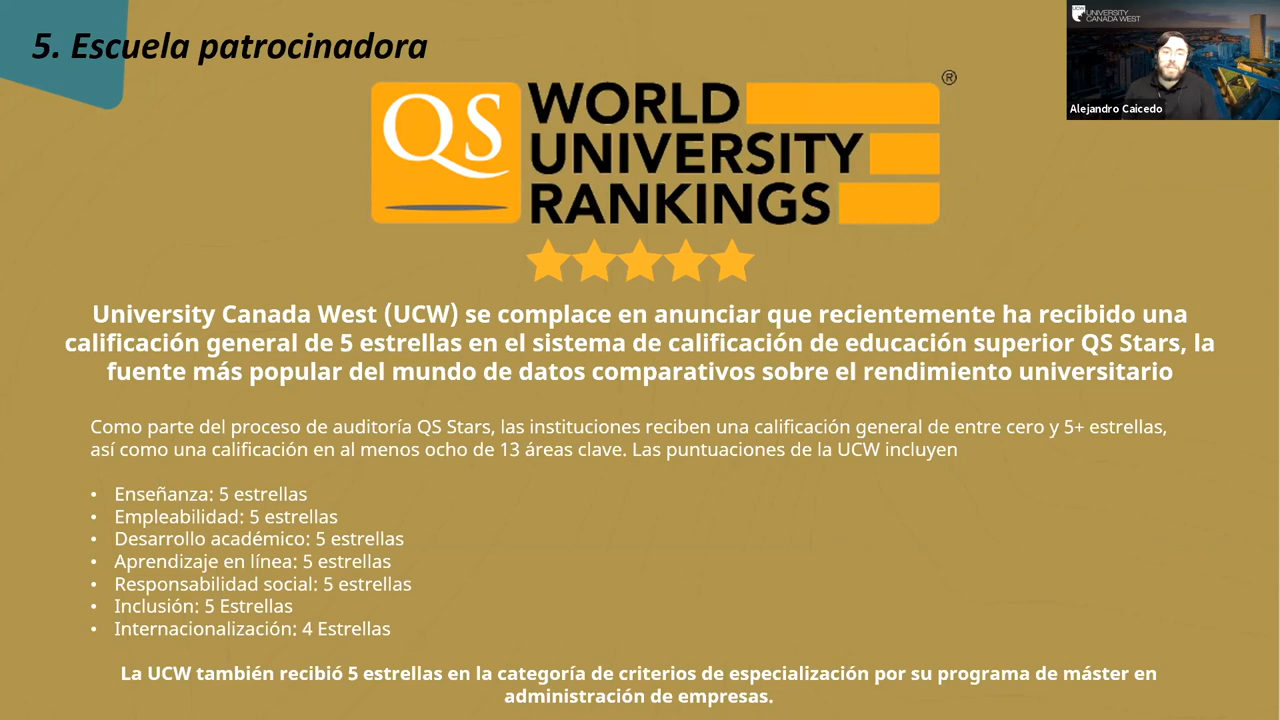 5. Escuela patrocinadora
UCW
UNIVERSITY
CANADA WEST
Alejandro Caicedo
QS
WORLD
UNIVERSITY
RANKINGS
®
University Canada West (UCW) se complace en anunciar que recientemente ha recibido una
calificación general de 5 estrellas en el sistema de calificación de educación superior QS Stars, la
fuente más popular del mundo de datos comparativos sobre el rendimiento universitario
Como parte del proceso de auditoría QS Stars, las instituciones reciben una calificación general de entre cero y 5+ estrellas,
así como una calificación en al menos ocho de 13 áreas clave. Las puntuaciones de la UCW incluyen
• Enseñanza: 5 estrellas
• Empleabilidad: 5 estrellas
• Desarrollo académico: 5 estrellas
• Aprendizaje en línea: 5 estrellas
• Responsabilidad social: 5 estrellas
• Inclusión: 5 Estrellas
• Internacionalización: 4 Estrellas
La UCW también recibió 5 estrellas en la categoría de criterios de especialización por su programa de máster en
administración de empresas.